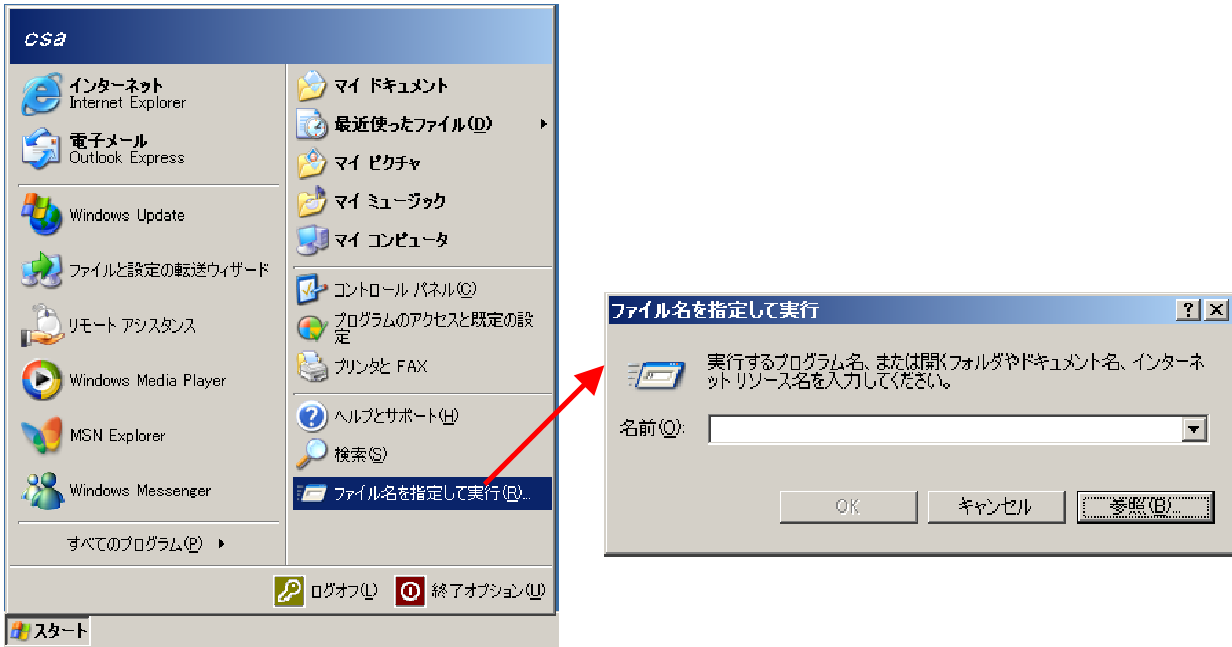 csa
インターネット
Internet Explorer
電子メール
Outlook Express
Windows Update
ファイルと設定の転送ウィザード
リモート アシスタンス
Windows Media Player
MSN Explorer
Windows Messenger
すべてのプログラム(P)
マイ ドキュメント
最近使ったファイル(D)
マイ ピクチャ
マイ ミュージック
マイ コンピュータ
コントロール パネル(C)
プログラムのアクセスと既定の設
定
プリンタと FAX
ヘルプとサポート(H)
検索(S)
ファイル名を指定して実行(R)...
ログオフ(L)
終了オプション(U)
スタート
ファイル名を指定して実行
実行するプログラム名、または開くフォルダやドキュメント名、インターネ
ット リソース名を入力してください。
名前(O):
OK
キャンセル
参照(B)...